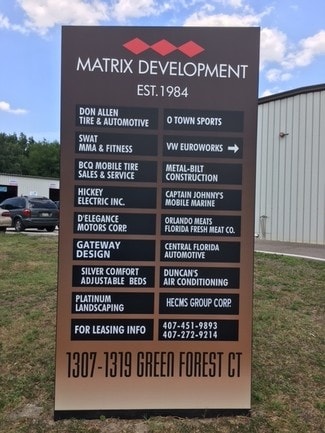 MATRIX DEVELOPMENT
EST. 1984
DON ALLEN
TIRE & AUTOMOTIVE
O TOWN SPORTS
SWAT
MMA & FITNESS
VW EUROWORKS →
BCQ MOBILE TIRE
SALES & SERVICE
METAL-BILT
CONSTRUCTION
HICKEY
ELECTRIC INC.
CAPTAIN JOHNNY'S
MOBILE MARINE
D'ELEGANCE
MOTORS CORP.
ORLANDO MEATS
FLORIDA FRESH MEAT CO.
GATEWAY
DESIGN
CENTRAL FLORIDA
AUTOMOTIVE
SILVER COMFORT
ADJUSTABLE BEDS
DUNCAN'S
AIR CONDITIONING
PLATINUM
LANDSCAPING
HECMS GROUP CORP.
FOR LEASING INFO
407-451-9893
407-272-9214
1307-1319 GREEN FOREST CT